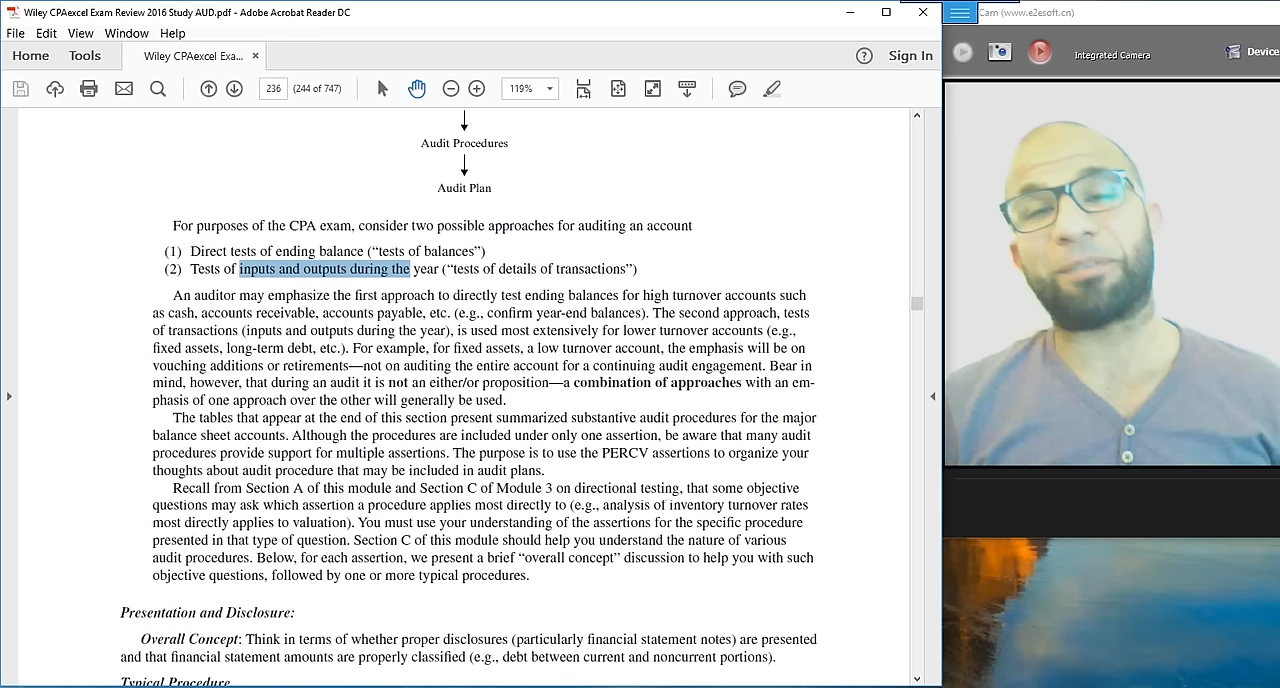 Wiley CPAexcel Exam Review 2016 Study AUD.pdf - Adobe Acrobat Reader DC
Cam (www.e2esoft.cn)
File Edit View Window Help
Home Tools Wiley CPAexcel Exa... × Sign In
Integrated Camera
Device
236 (244 of 747) 119%
Audit Procedures
Audit Plan
For purposes of the CPA exam, consider two possible approaches for auditing an account
(1) Direct tests of ending balance (“tests of balances”)
(2) Tests of inputs and outputs during the year (“tests of details of transactions”)
An auditor may emphasize the first approach to directly test ending balances for high turnover accounts such
as cash, accounts receivable, accounts payable, etc. (e.g., confirm year-end balances). The second approach, tests
of transactions (inputs and outputs during the year), is used most extensively for lower turnover accounts (e.g.,
fixed assets, long-term debt, etc.). For example, for fixed assets, a low turnover account, the emphasis will be on
vouching additions or retirements—not on auditing the entire account for a continuing audit engagement. Bear in
mind, however, that during an audit it is not an either/or proposition—a combination of approaches with an em-
phasis of one approach over the other will generally be used.
The tables that appear at the end of this section present summarized substantive audit procedures for the major
balance sheet accounts. Although the procedures are included under only one assertion, be aware that many audit
procedures provide support for multiple assertions. The purpose is to use the PERCV assertions to organize your
thoughts about audit procedure that may be included in audit plans.
Recall from Section A of this module and Section C of Module 3 on directional testing, that some objective
questions may ask which assertion a procedure applies most directly to (e.g., analysis of inventory turnover rates
most directly applies to valuation). You must use your understanding of the assertions for the specific procedure
presented in that type of question. Section C of this module should help you understand the nature of various
audit procedures. Below, for each assertion, we present a brief “overall concept” discussion to help you with such
objective questions, followed by one or more typical procedures.
Presentation and Disclosure:
Overall Concept: Think in terms of whether proper disclosures (particularly financial statement notes) are presented
and that financial statement amounts are properly classified (e.g., debt between current and noncurrent portions).
Typical Procedure